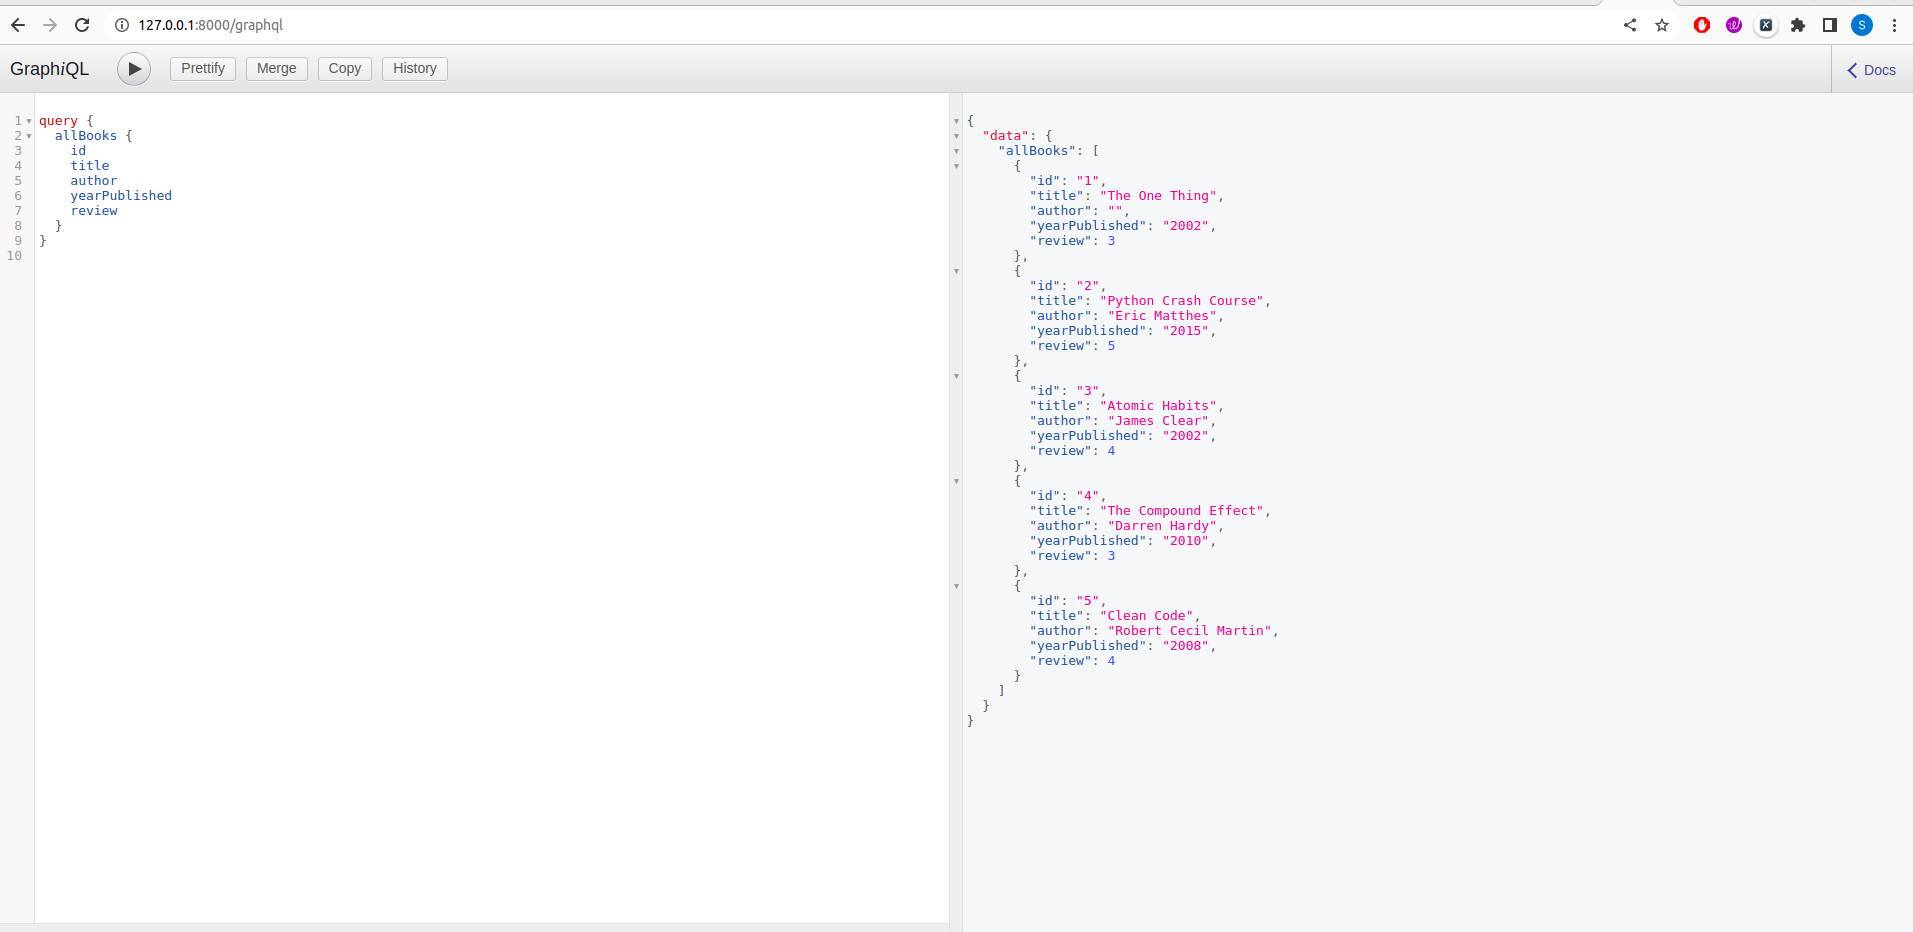 127.0.0.1:8000/graphql
S
GraphiQL
Prettify
Merge
Copy
History
Docs
1 query {
2   allBooks {
3     id
4     title
5     author
6     yearPublished
7     review
8   }
9 }
10
{
  "data": {
    "allBooks": [
      {
        "id": "1",
        "title": "The One Thing",
        "author": "",
        "yearPublished": "2002",
        "review": 3
      },
      {
        "id": "2",
        "title": "Python Crash Course",
        "author": "Eric Matthes",
        "yearPublished": "2015",
        "review": 5
      },
      {
        "id": "3",
        "title": "Atomic Habits",
        "author": "James Clear",
        "yearPublished": "2002",
        "review": 4
      },
      {
        "id": "4",
        "title": "The Compound Effect",
        "author": "Darren Hardy",
        "yearPublished": "2010",
        "review": 3
      },
      {
        "id": "5",
        "title": "Clean Code",
        "author": "Robert Cecil Martin",
        "yearPublished": "2008",
        "review": 4
      }
    ]
  }
}